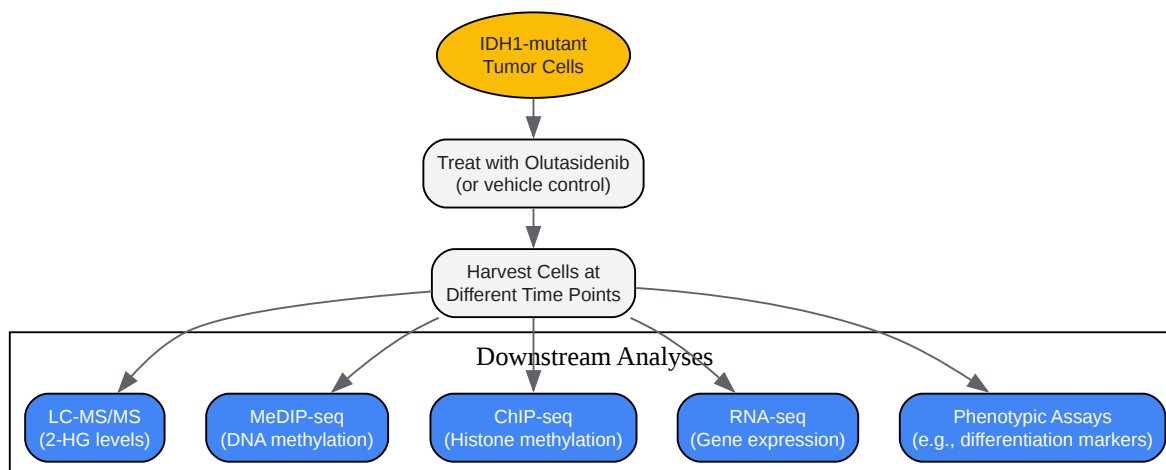 IDH1-mutant
Tumor Cells
Treat with Olutasidenib
(or vehicle control)
Harvest Cells at
Different Time Points
Downstream Analyses
LC-MS/MS
(2-HG levels)
MeDIP-seq
(DNA methylation)
ChIP-seq
(Histone methylation)
RNA-seq
(Gene expression)
Phenotypic Assays
(e.g., differentiation markers)